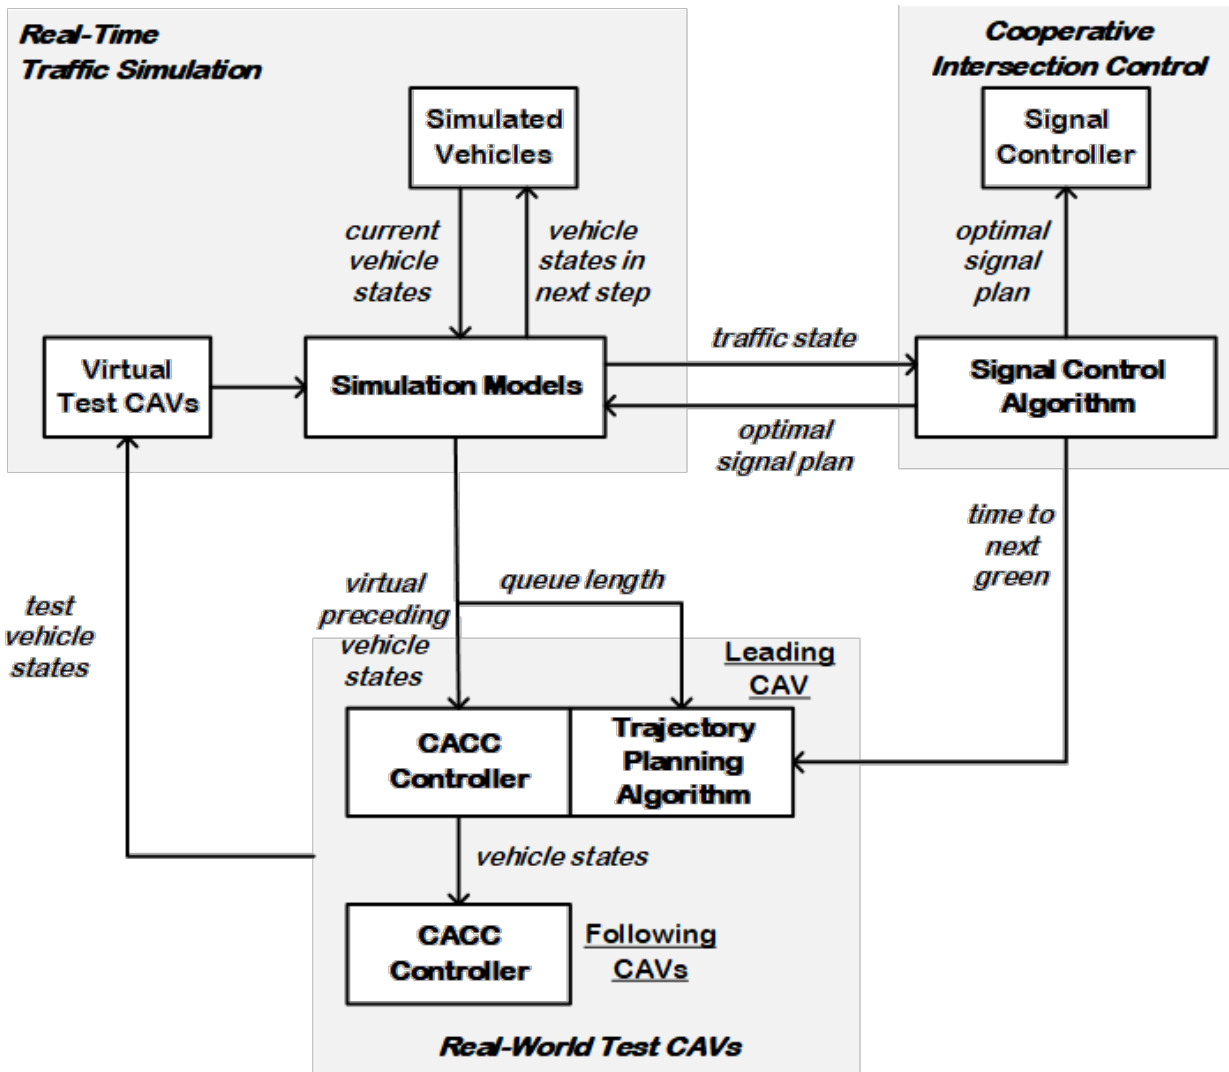 Real-Time
Traffic Simulation
Cooperative
Intersection Control
Simulated
Vehicles
Signal
Controller
current
vehicle
states
vehicle
states in
next step
optimal
signal
plan
Virtual
Test CAVs
Simulation Models
traffic state
Signal Control
Algorithm
optimal
signal plan
time to
next
green
test
vehicle
states
virtual
preceding
vehicle
states
queue length
Leading
CAV
CACC
Controller
Trajectory
Planning
Algorithm
vehicle states
CACC
Controller
Following
CAVs
Real-World Test CAVs